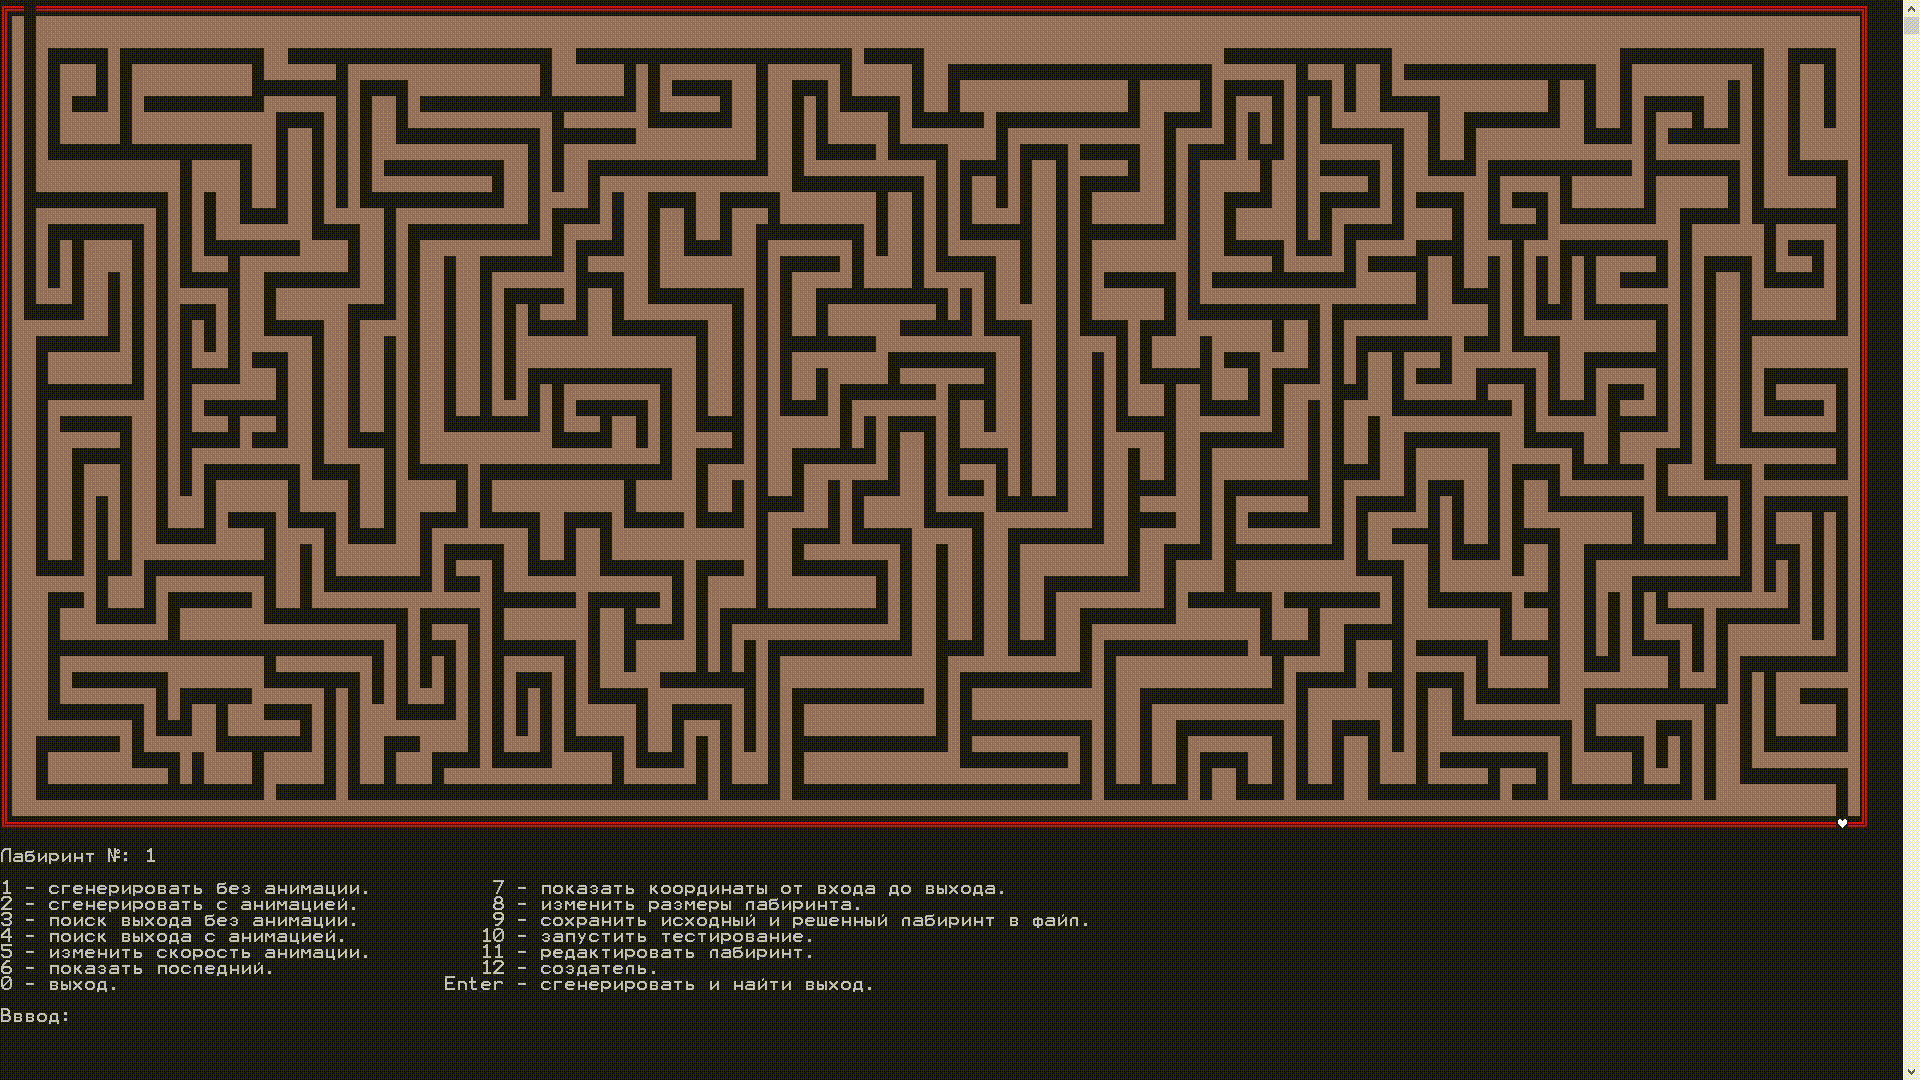 Лабиринт №: 1
1 - сгенерировать без анимации.
2 - сгенерировать с анимацией.
3 - поиск выхода без анимации.
4 - поиск выхода с анимацией.
5 - изменить скорость анимации.
6 - показать последний.
0 - выход.
7 - показать координаты от входа до выхода.
8 - изменить размеры лабиринта.
9 - сохранить исходный и решенный лабиринт в файл.
10 - запустить тестирование.
11 - редактировать лабиринт.
12 - создатель.
Enter - сгенерировать и найти выход.
Вввод: